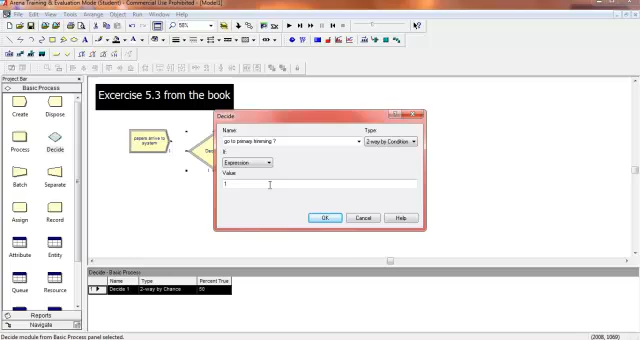 Arena Training & Evaluation Mode (Student) - Commercial Use Prohibited - [Model1]
File Edit View Tools Arrange Object Run Window Help
58%
Project Bar
Basic Process
Create Dispose
Process Decide
Batch Separate
Assign Record
Attribute Entity
Queue Resource
Reports
Navigate
Excercise 5.3 from the book
papers arrive to
system
Decide
Name:
Type:
go to primary trimming ?
2-way by Condition
If:
Expression
Value:
1
OK Cancel Help
Decide - Basic Process
Name Type Percent True
1 Decide 1 2-way by Chance 50
Decide module from Basic Process panel selected.
(2008, 1069)